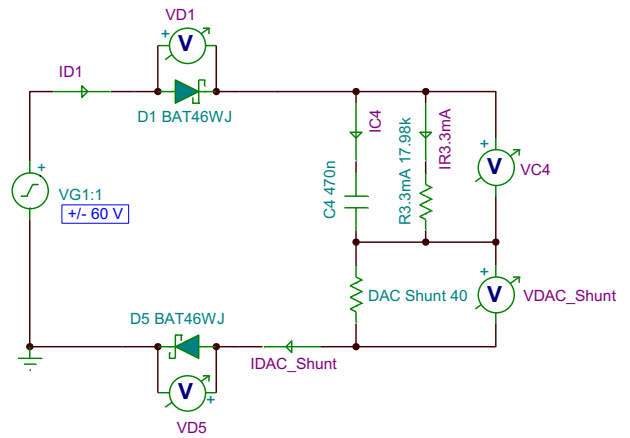 VD1
+
V
ID1
D1 BAT46WJ
IC4
IR3.3mA
+
+
V
VC4
VG1:1
+/- 60 V
C4 470n
R3.3mA 17.98k
+
V
DAC Shunt 40
VDAC_Shunt
D5 BAT46WJ
IDAC_Shunt
V
+
VD5